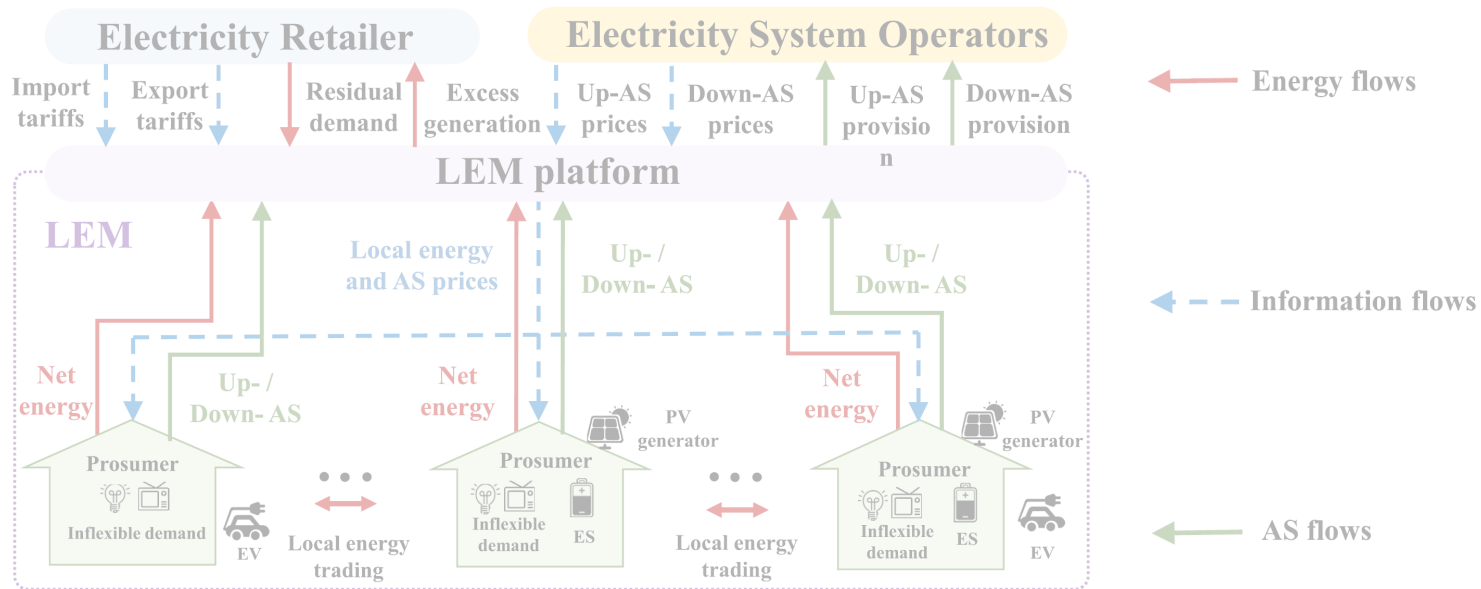 Electricity Retailer
Electricity System Operators
Import
tariffs
Export
tariffs
Residual
demand
Excess
generation
Up-AS
prices
Down-AS
prices
Up-AS
provisio
n
Down-AS
provision
Energy flows
LEM platform
LEM
Local energy
and AS prices
Up- /
Down- AS
Up- /
Down- AS
Information flows
Net
energy
Up- /
Down- AS
Net
energy
Net
energy
PV
generator
PV
generator
Prosumer
Inflexible demand
EV
Local energy
trading
Prosumer
Inflexible
demand
ES
Local energy
trading
Prosumer
Inflexible
demand
ES
EV
AS flows